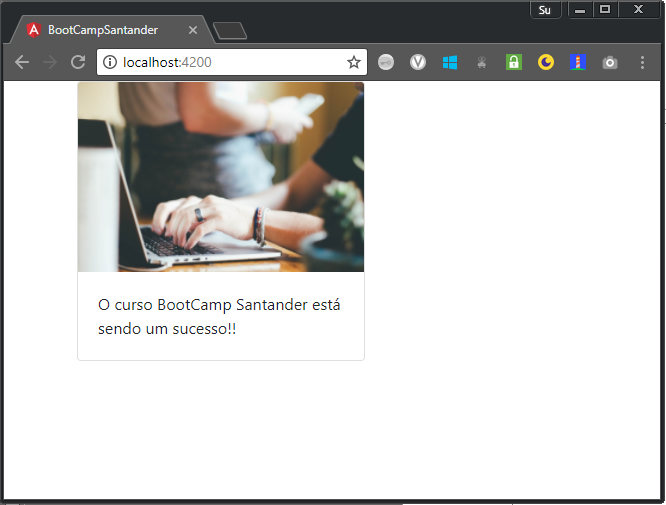 Su
BootCampSantander
localhost:4200
O curso BootCamp Santander está
sendo um sucesso!!